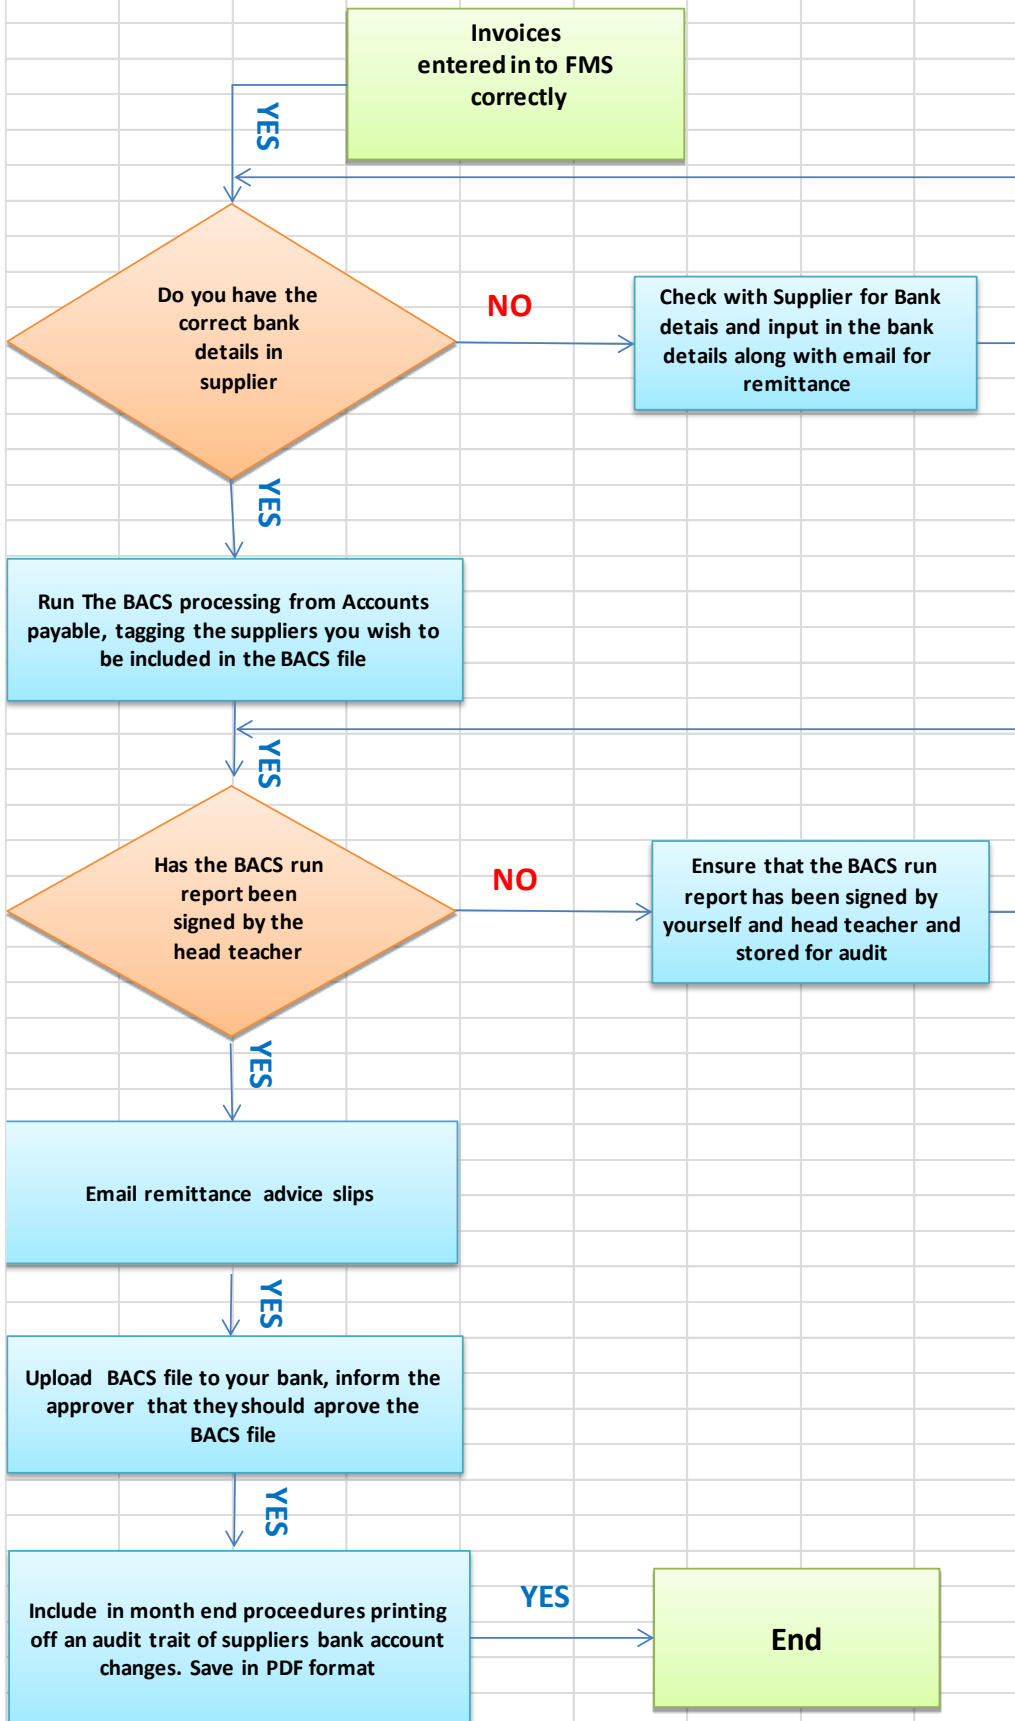 Invoices
entered in to FMS
correctly
YES
Do you have the
correct bank
details in
supplier
NO
Check with Supplier for Bank
detais and input in the bank
details along with email for
remittance
YES
Run The BACS processing from Accounts
payable, tagging the suppliers you wish to
be included in the BACS file
YES
Has the BACS run
report been
signed by the
head teacher
NO
Ensure that the BACS run
report has been signed by
yourself and head teacher and
stored for audit
YES
Email remittance advice slips
YES
Upload BACS file to your bank, inform the
approver that they should aprove the
BACS file
YES
Include in month end proceedures printing
off an audit trait of suppliers bank account
changes. Save in PDF format
YES
End